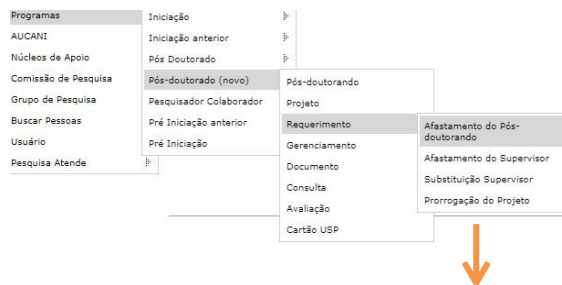 Programas
AUCANI
Núcleos de Apoio
Comissão de Pesquisa
Grupo de Pesquisa
Buscar Pessoas
Usuário
Pesquisa Atende
Iniciação
Iniciação anterior
Pós Doutorado
Pós-doutorado (novo)
Pesquisador Colaborador
Pré Iniciação anterior
Pré Iniciação
Pós-doutorando
Projeto
Requerimento
Gerenciamento
Documento
Consulta
Avaliação
Cartão USP
Afastamento do Pós-
doutorando
Afastamento do Supervisor
Substituição Supervisor
Prorrogação do Projeto